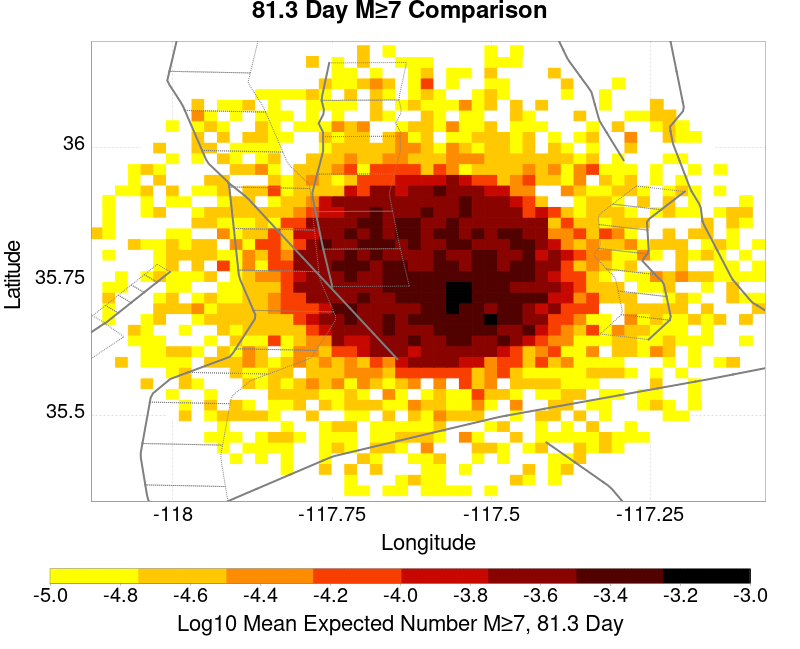 81.3 Day M≥7 Comparison
36
35.75
35.5
Latitude
-118 -117.75 -117.5 -117.25
Longitude
-5.0 -4.8 -4.6 -4.4 -4.2 -4.0 -3.8 -3.6 -3.4 -3.2 -3.0
Log10 Mean Expected Number M≥7, 81.3 Day